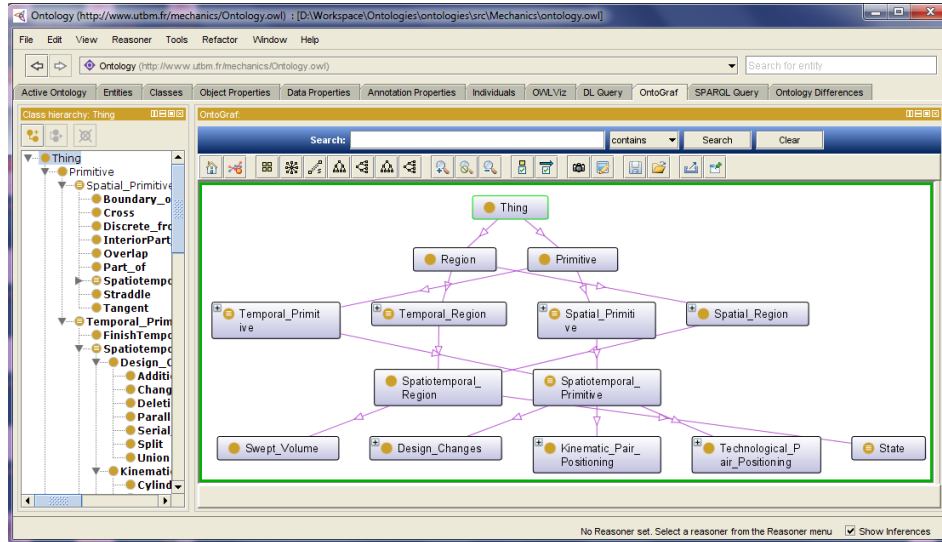 Ontology (http://www.utbm.fr/mechanics/Ontology.owl) : [D:\Workspace\Ontologies\ontologies\src\Mechanics\ontology.owl]
File Edit View Reasoner Tools Refactor Window Help
Ontology (http://www.utbm.fr/mechanics/Ontology.owl)
Search for entity
Active Ontology Entities Classes Object Properties Data Properties Annotation Properties Individuals OWLViz DL Query OntoGraf SPARQL Query Ontology Differences
Class hierarchy: Thing
Thing
Primitive
Spatial_Primitive
Boundary_o
Cross
Discrete_fro
InteriorPart
Overlap
Part_of
Spatiotempo
Straddle
Tangent
Temporal_Prim
FinishTempo
Spatiotempo
Design_C
Additi
Chang
Deleti
Parall
Serial
Split
Union
Kinemati
Cylind
OntoGraf:
Search: contains Search Clear
Thing
Region Primitive
Temporal_Primit
ive
Temporal_Region
Spatial_Primiti
ve
Spatial_Region
Spatiotemporal_
Region
Spatiotemporal_
Primitive
Swept_Volume
Design_Changes
Kinematic_Pair_
Positioning
Technological_P
air_Positioning
State
No Reasoner set. Select a reasoner from the Reasoner menu Show Inferences